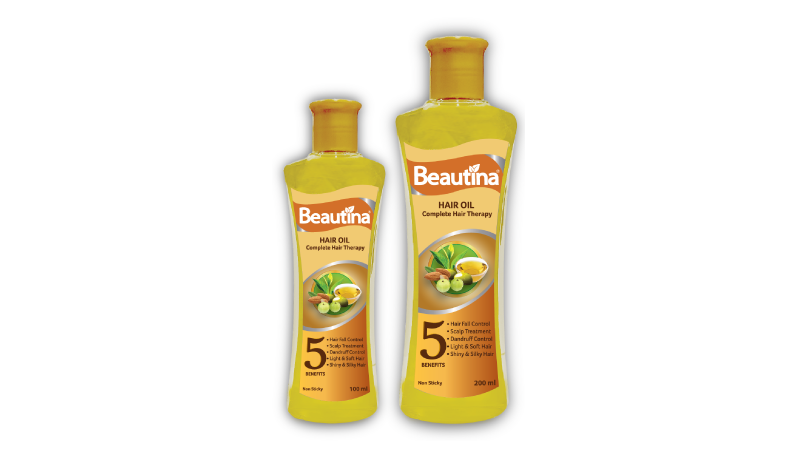 Beautina
HAIR OIL
Complete Hair Therapy
5
BENEFITS
• Hair Fall Control
• Scalp Treatment
• Dandruff Control
• Light & Soft Hair
• Shiny & Silky Hair
Non Sticky
100 ml
Beautina
HAIR OIL
Complete Hair Therapy
5
BENEFITS
• Hair Fall Control
• Scalp Treatment
• Dandruff Control
• Light & Soft Hair
• Shiny & Silky Hair
Non Sticky
200 ml